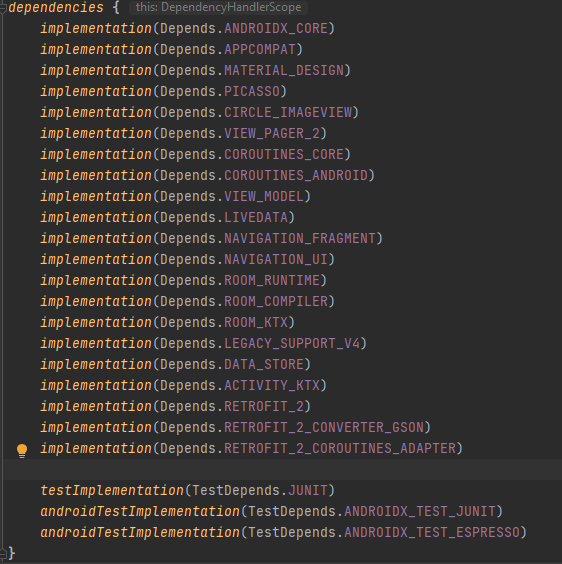 dependencies { this: DependencyHandlerScope
    implementation(Depends.ANDROIDX_CORE)
    implementation(Depends.APPCOMPAT)
    implementation(Depends.MATERIAL_DESIGN)
    implementation(Depends.PICASSO)
    implementation(Depends.CIRCLE_IMAGEVIEW)
    implementation(Depends.VIEW_PAGER_2)
    implementation(Depends.COROUTINES_CORE)
    implementation(Depends.COROUTINES_ANDROID)
    implementation(Depends.VIEW_MODEL)
    implementation(Depends.LIVEDATA)
    implementation(Depends.NAVIGATION_FRAGMENT)
    implementation(Depends.NAVIGATION_UI)
    implementation(Depends.ROOM_RUNTIME)
    implementation(Depends.ROOM_COMPILER)
    implementation(Depends.ROOM_KTX)
    implementation(Depends.LEGACY_SUPPORT_V4)
    implementation(Depends.DATA_STORE)
    implementation(Depends.ACTIVITY_KTX)
    implementation(Depends.RETROFIT_2)
    implementation(Depends.RETROFIT_2_CONVERTER_GSON)
    implementation(Depends.RETROFIT_2_COROUTINES_ADAPTER)

    testImplementation(TestDepends.JUNIT)
    androidTestImplementation(TestDepends.ANDROIDX_TEST_JUNIT)
    androidTestImplementation(TestDepends.ANDROIDX_TEST_ESPRESSO)
}